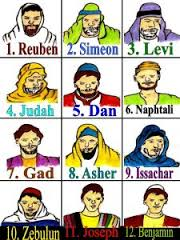 1. Reuben
2. Simeon
3. Levi
4. Judah
5. Dan
6. Naphtali
7. Gad
8. Asher
9. Issachar
10. Zebulun
11. Joseph
12. Benjamin